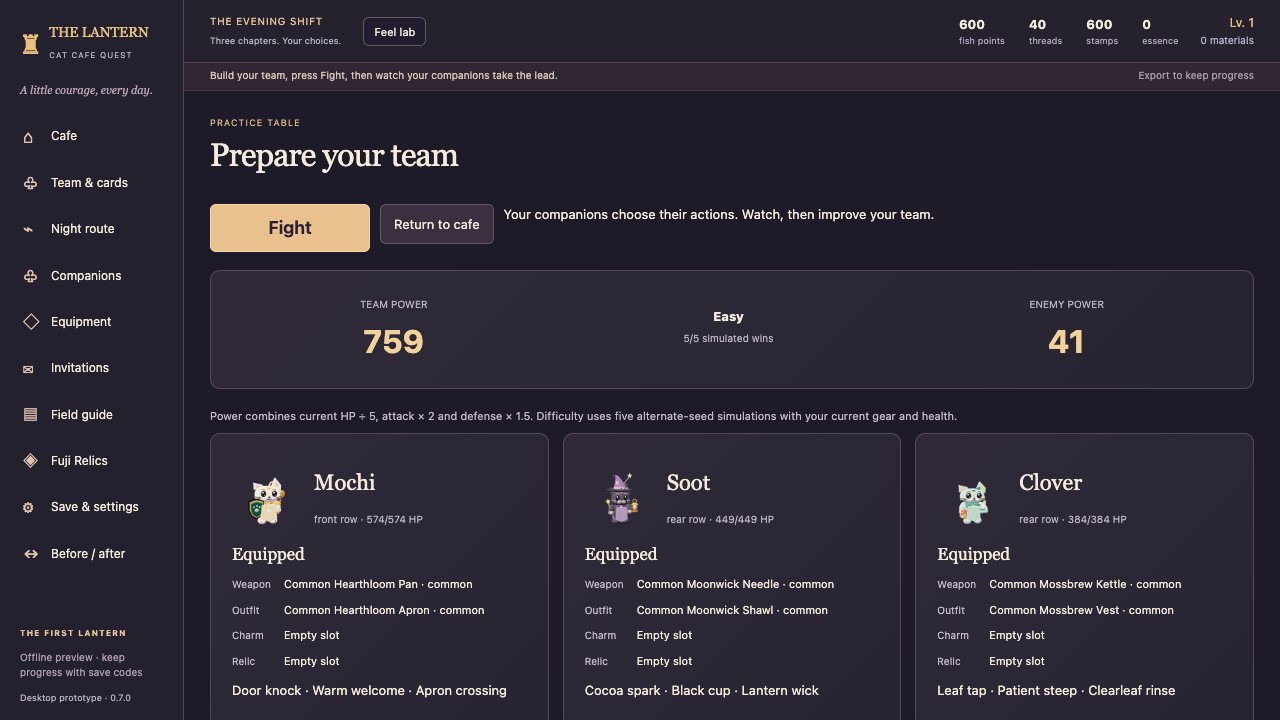 THE LANTERN
CAT CAFE QUEST
A little courage, every day.
Cafe
Team & cards
Night route
Companions
Equipment
Invitations
Field guide
Fuji Relics
Save & settings
Before / after
THE FIRST LANTERN
Offline preview · keep
progress with save codes
Desktop prototype · 0.7.0
THE EVENING SHIFT
Three chapters. Your choices.
Feel lab
600
fish points
40
threads
600
stamps
0
essence
Lv. 1
0 materials
Build your team, press Fight, then watch your companions take the lead.
Export to keep progress
PRACTICE TABLE
Prepare your team
Fight
Return to cafe
Your companions choose their actions. Watch, then improve your team.
TEAM POWER
759
Easy
5/5 simulated wins
ENEMY POWER
41
Power combines current HP ÷ 5, attack × 2 and defense × 1.5. Difficulty uses five alternate-seed simulations with your current gear and health.
Mochi
front row · 574/574 HP
Equipped
Weapon Common Hearthloom Pan · common
Outfit Common Hearthloom Apron · common
Charm Empty slot
Relic Empty slot
Door knock · Warm welcome · Apron crossing
Soot
rear row · 449/449 HP
Equipped
Weapon Common Moonwick Needle · common
Outfit Common Moonwick Shawl · common
Charm Empty slot
Relic Empty slot
Cocoa spark · Black cup · Lantern wick
Clover
rear row · 384/384 HP
Equipped
Weapon Common Mossbrew Kettle · common
Outfit Common Mossbrew Vest · common
Charm Empty slot
Relic Empty slot
Leaf tap · Patient steep · Clearleaf rinse